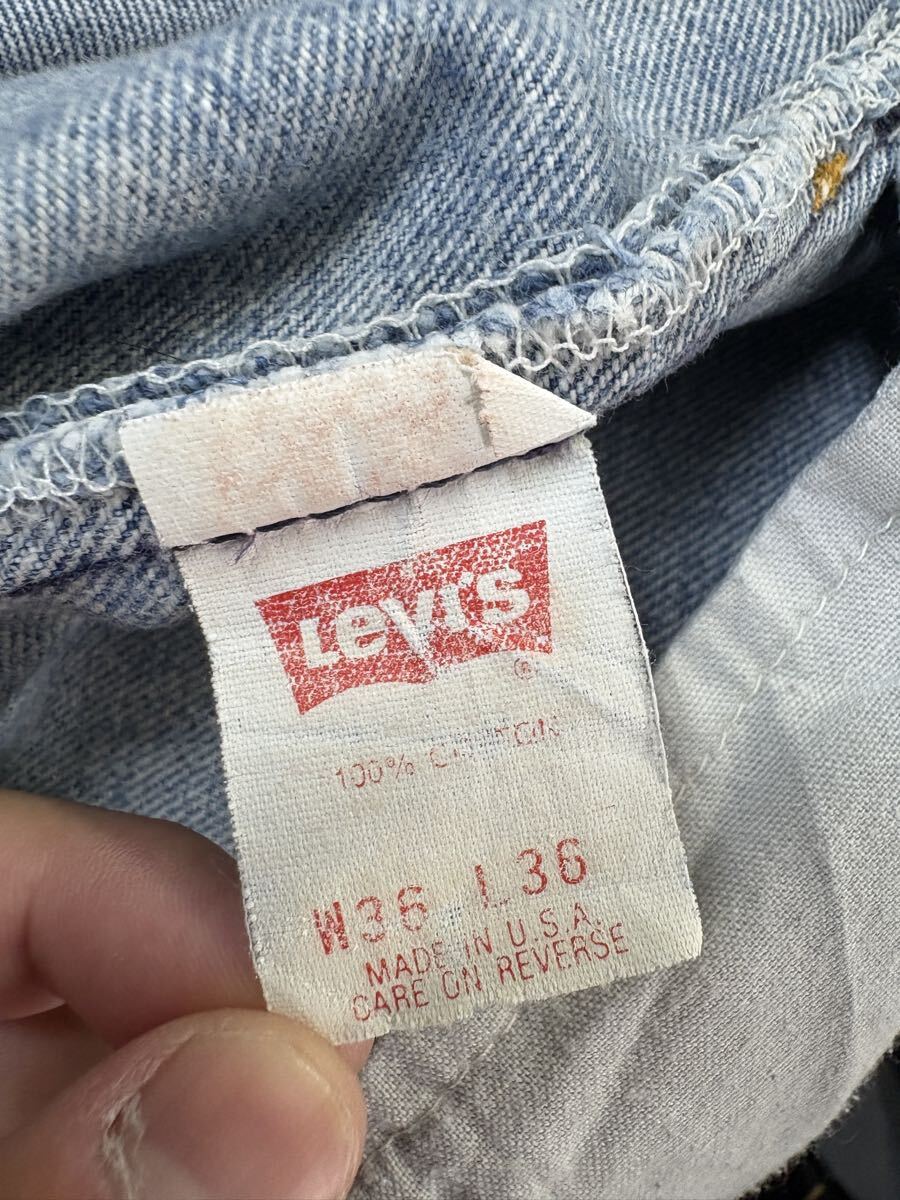 Levi's
®
100% COTTON
W36 L36
MADE IN U.S.A.
CARE ON REVERSE